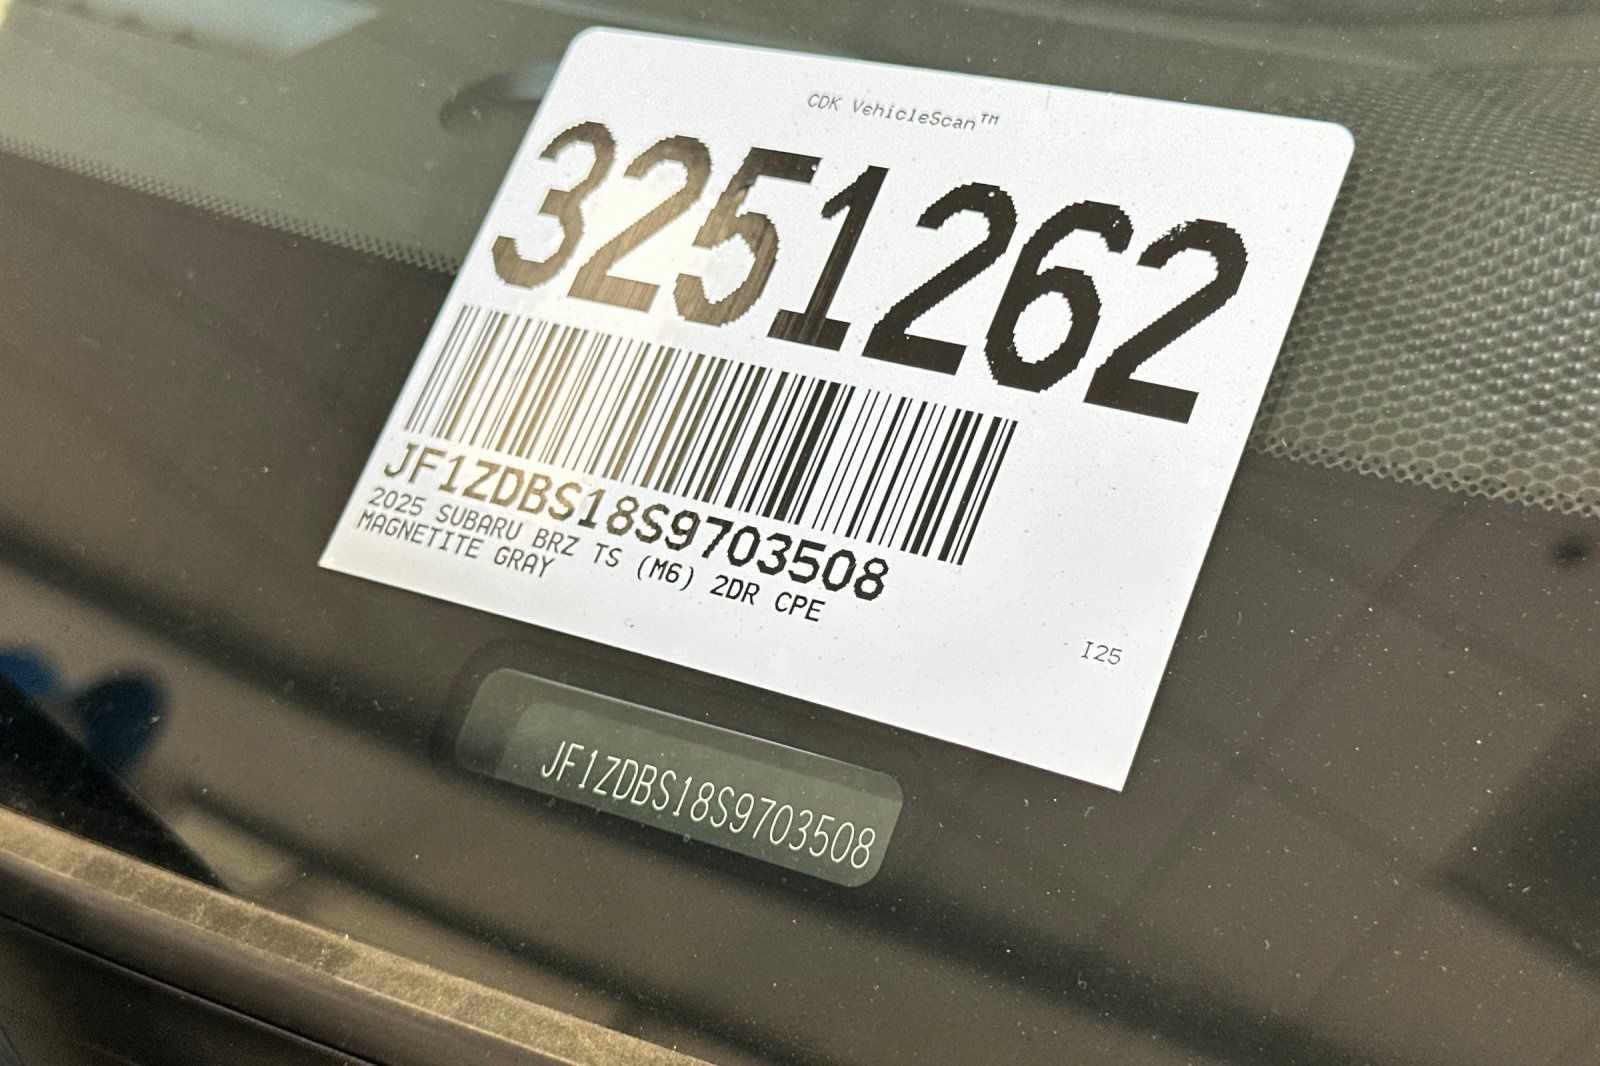 CDK VehicleScan™
3251262
JF1ZDBS18S9703508
2025 SUBARU BRZ TS (M6) 2DR CPE
MAGNETITE GRAY
I25
JF1ZDBS18S9703508